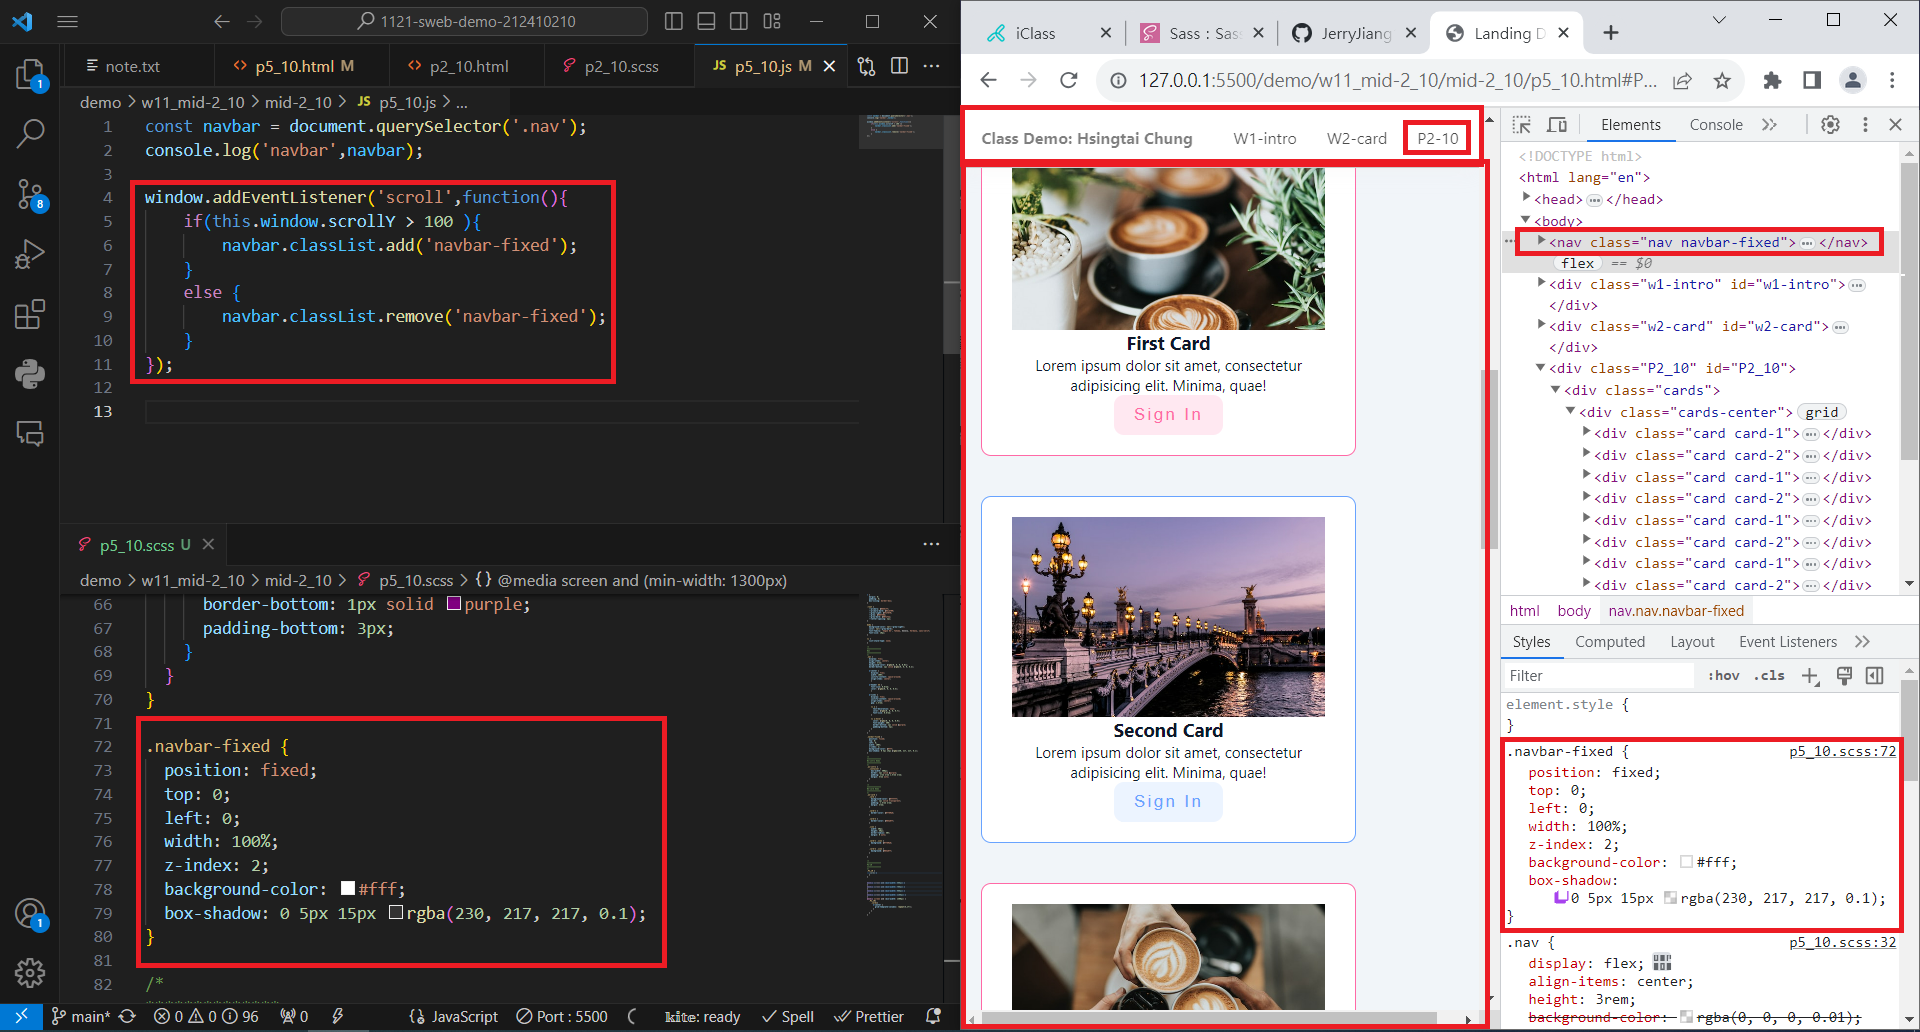 1121-sweb-demo-212410210
note.txt
p5_10.html M
p2_10.html
p2_10.scss
JS p5_10.js M
demo > w11_mid-2_10 > mid-2_10 > JS p5_10.js > ...
1 const navbar = document.querySelector('.nav');
2 console.log('navbar',navbar);
3
4 window.addEventListener('scroll',function(){
5 if(this.window.scrollY > 100 ){
6 navbar.classList.add('navbar-fixed');
7 }
8 else {
9 navbar.classList.remove('navbar-fixed');
10 }
11 });
12
13
p5_10.scss U
demo > w11_mid-2_10 > mid-2_10 > p5_10.scss > {} @media screen and (min-width: 1300px)
66 border-bottom: 1px solid purple;
67 padding-bottom: 3px;
68 }
69 }
70 }
71
72 .navbar-fixed {
73 position: fixed;
74 top: 0;
75 left: 0;
76 width: 100%;
77 z-index: 2;
78 background-color: #fff;
79 box-shadow: 0 5px 15px rgba(230, 217, 217, 0.1);
80 }
81
82 /*
1
8
1
main* 0 0 96 0 {} JavaScript Port : 5500 kite: ready Spell Prettier
iClass
Sass : Sas
JerryJiang
Landing D
127.0.0.1:5500/demo/w11_mid-2_10/mid-2_10/p5_10.html#P...
Class Demo: Hsingtai Chung W1-intro W2-card P2-10
First Card
Lorem ipsum dolor sit amet, consectetur
adipisicing elit. Minima, quae!
Sign In
Second Card
Lorem ipsum dolor sit amet, consectetur
adipisicing elit. Minima, quae!
Sign In
Elements Console
<!DOCTYPE html>
<html lang="en">
<head> ... </head>
<body>
<nav class="nav navbar-fixed"> ... </nav>
flex == $0
<div class="w1-intro" id="w1-intro"> ...
</div>
<div class="w2-card" id="w2-card"> ...
</div>
<div class="P2_10" id="P2_10">
<div class="cards">
<div class="cards-center"> grid
<div class="card card-1"> ... </div>
<div class="card card-2"> ... </div>
<div class="card card-1"> ... </div>
<div class="card card-2"> ... </div>
<div class="card card-1"> ... </div>
<div class="card card-2"> ... </div>
<div class="card card-1"> ... </div>
<div class="card card-2"> ... </div>
html body nav.nav.navbar-fixed
Styles Computed Layout Event Listeners
Filter :hov .cls
element.style {
}
.navbar-fixed { p5_10.scss:72
position: fixed;
top: 0;
left: 0;
width: 100%;
z-index: 2;
background-color: #fff;
box-shadow:
0 5px 15px rgba(230, 217, 217, 0.1);
}
.nav { p5_10.scss:32
display: flex;
align-items: center;
height: 3rem;
background-color: rgba(0, 0, 0, 0.01);